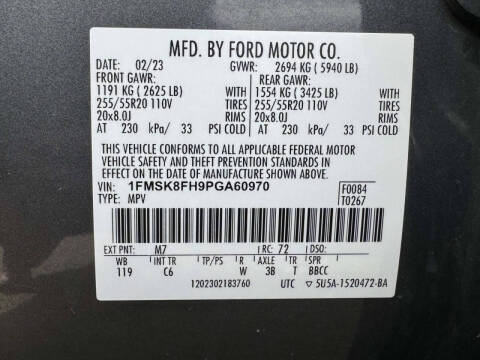 MFD. BY FORD MOTOR CO.
DATE: 02/23 GVWR: 2694 KG ( 5940 LB)
FRONT GAWR: REAR GAWR:
1191 KG ( 2625 LB) 1554 KG ( 3425 LB)
255/55R20 110V TIRES 255/55R20 110V TIRES
20x8.0J RIMS 20x8.0J RIMS
AT 230 kPa/ 33 PSI COLD AT 230 kPa/ 33 PSI COLD
THIS VEHICLE CONFORMS TO ALL APPLICABLE FEDERAL MOTOR
VEHICLE SAFETY AND THEFT PREVENTION STANDARDS IN
EFFECT ON THE DATE OF MANUFACTURE SHOWN ABOVE.
VIN: 1FMSK8FH9PGA60970 F0084
TYPE: MPV T0267
EXT PNT: M7 RC: 72 DSO:
WB INT TR TP/PS R AXLE TR SPR
119 C6 W 3B T BBCC
1202302183760 UTC 5U5A-1520472-BA